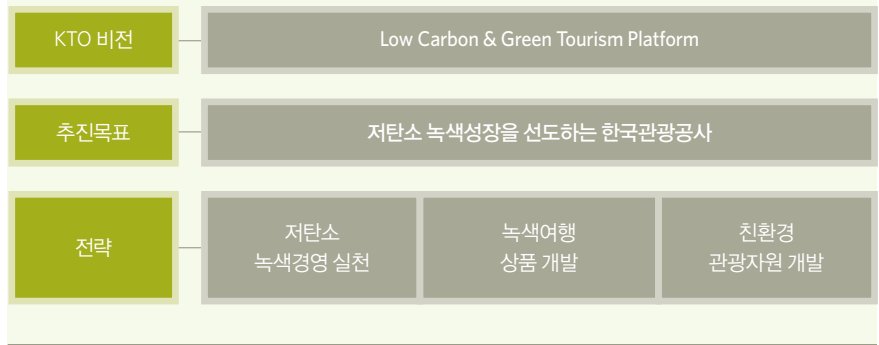 KTO 비전
Low Carbon & Green Tourism Platform
추진목표
저탄소 녹색성장을 선도하는 한국관광공사
전략
저탄소
녹색경영 실천
녹색여행
상품 개발
친환경
관광자원 개발